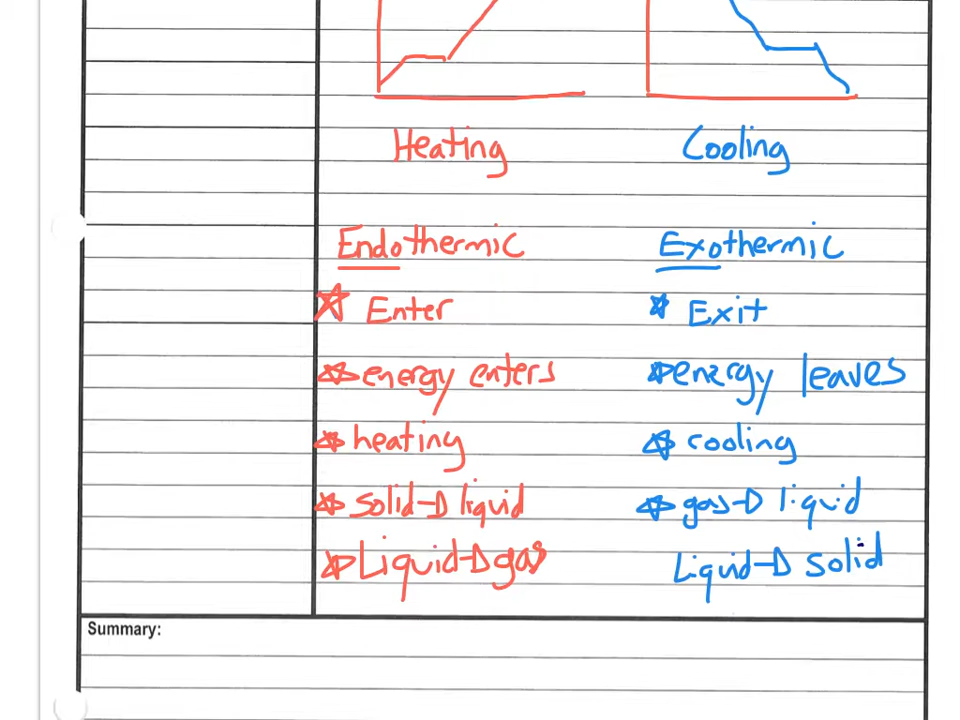 Heating Cooling
Endothermic Exothermic
Enter Exit
energy enters energy leaves
heating cooling
solid→ liquid gas→ liquid
Liquid→gas Liquid→ solid
Summary: